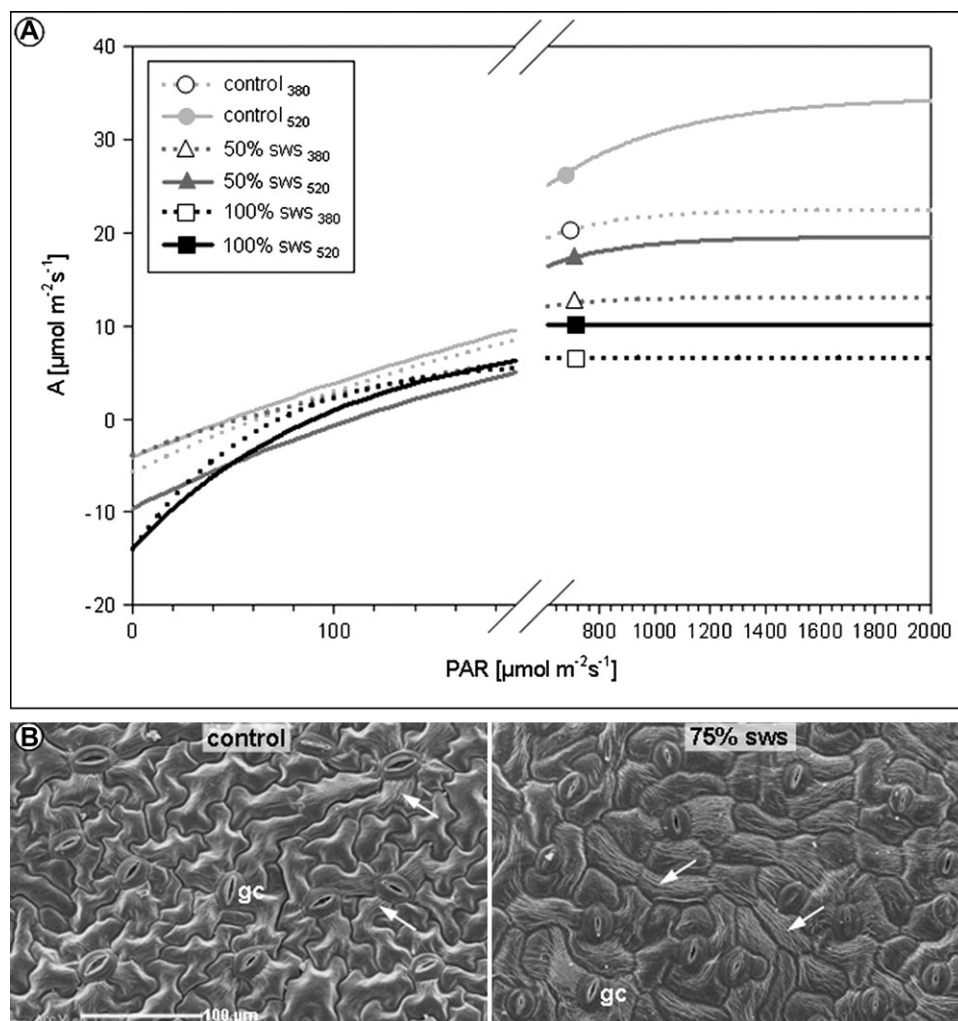 A
40
30
20
10
0
-10
-20
A [µmol m⁻²s⁻¹]
control 380
control 520
50% sws 380
50% sws 520
100% sws 380
100% sws 520
0 100 800 1000 1200 1400 1600 1800 2000
PAR [µmol m⁻²s⁻¹]
B
control
75% sws
gc
gc
100 µm